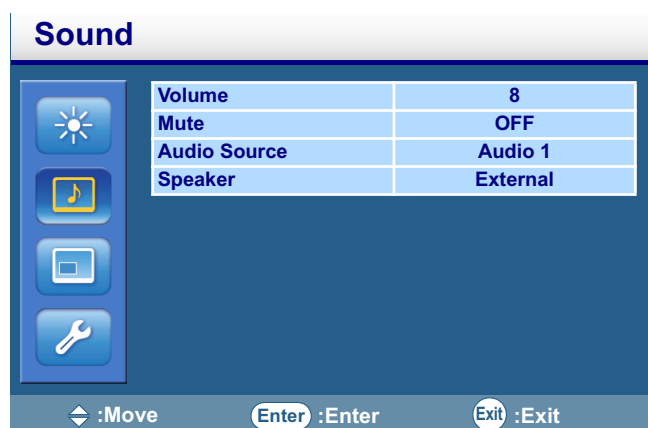 Sound
Volume 8
Mute OFF
Audio Source Audio 1
Speaker External
:Move Enter :Enter Exit :Exit